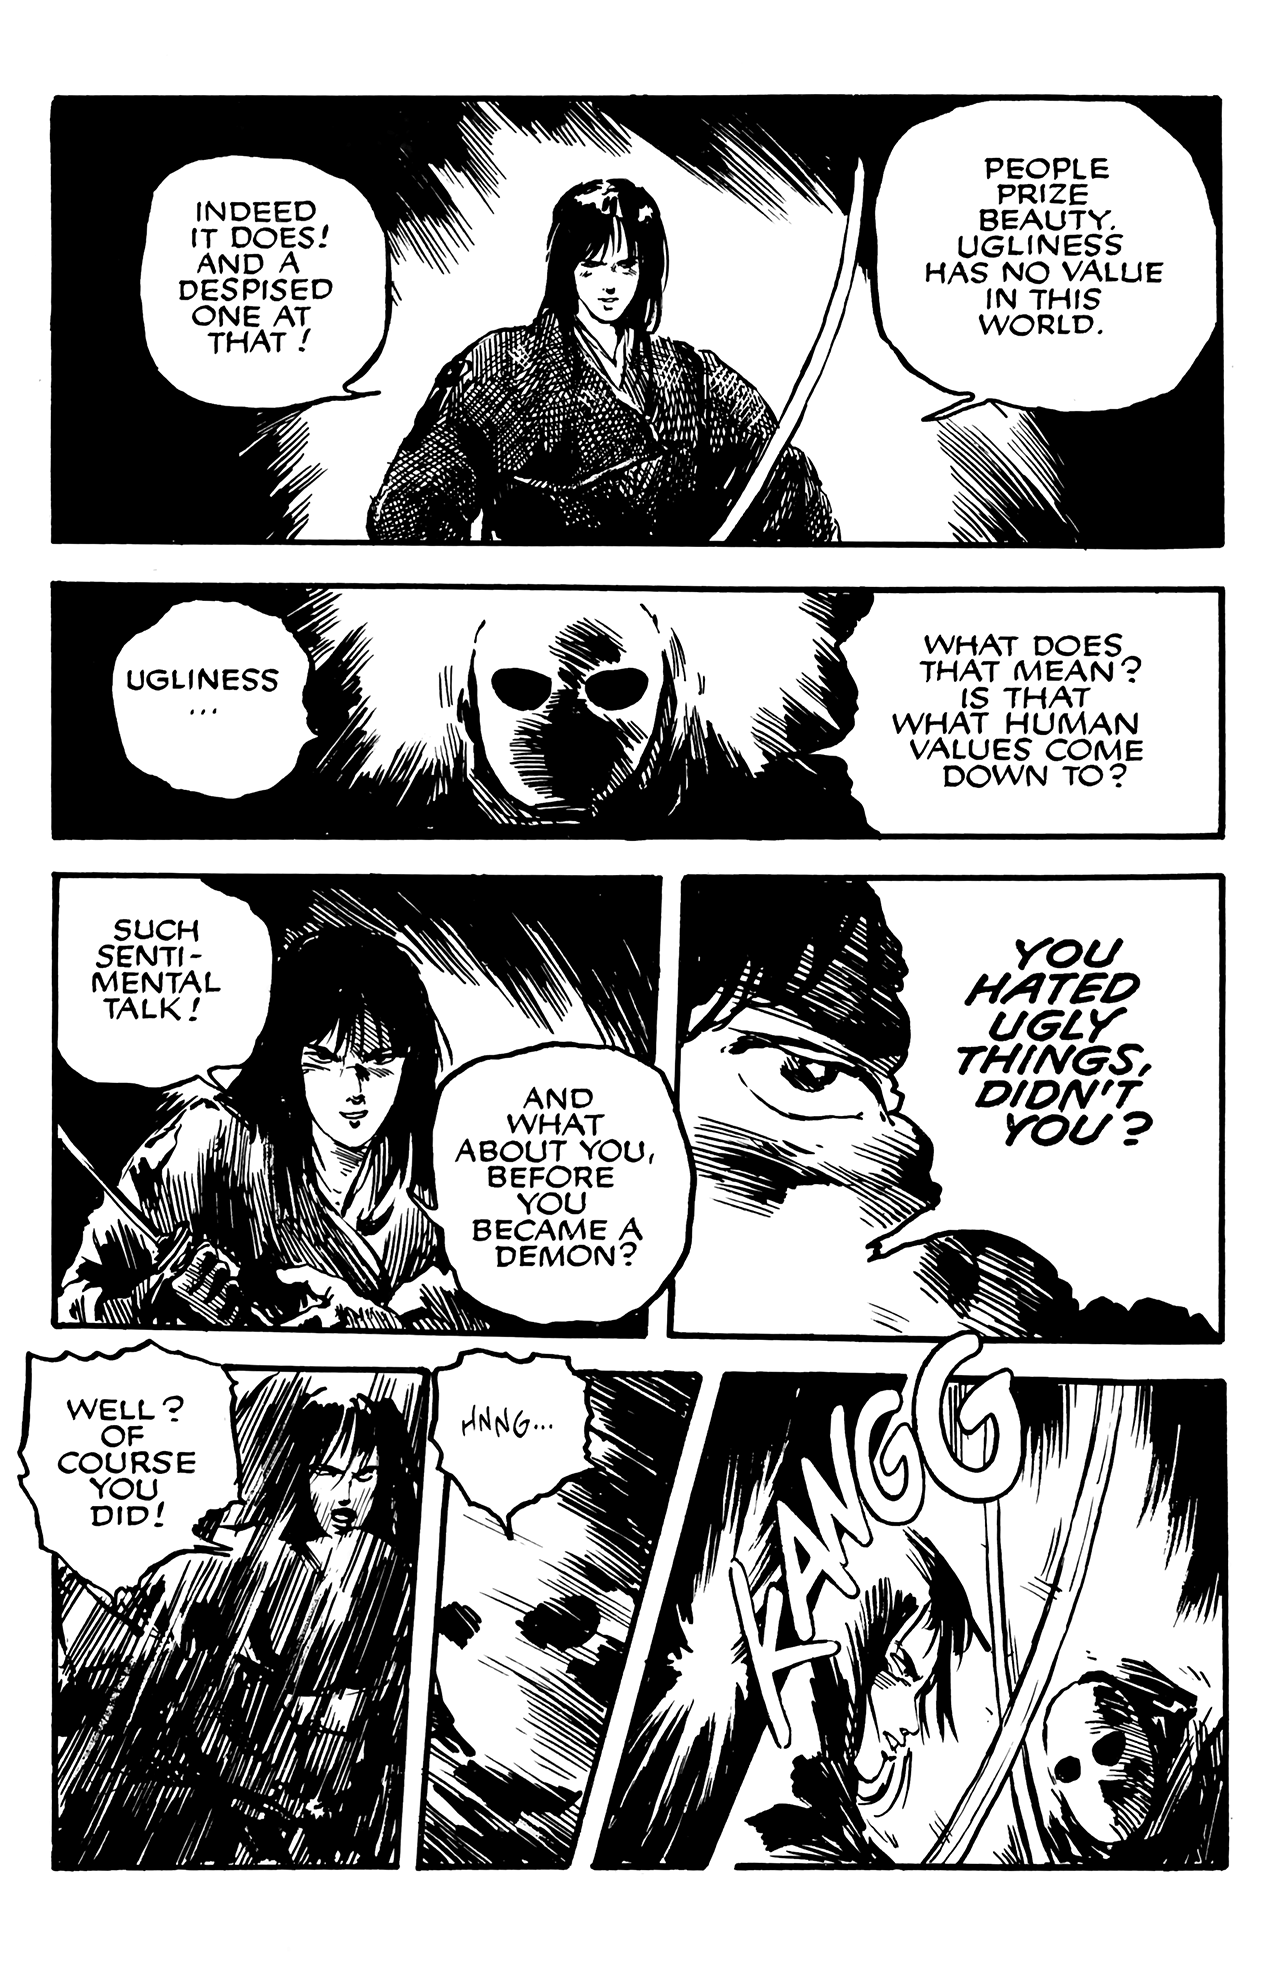 INDEED
IT DOES!
AND A
DESPISED
ONE AT
THAT!
PEOPLE
PRIZE
BEAUTY.
UGLINESS
HAS NO VALUE
IN THIS
WORLD.
UGLINESS
...
WHAT DOES
THAT MEAN?
IS THAT
WHAT HUMAN
VALUES COME
DOWN TO?
SUCH
SENTI-
MENTAL
TALK!
AND
WHAT
ABOUT YOU,
BEFORE
YOU
BECAME A
DEMON?
YOU
HATED
UGLY
THINGS,
DIDN'T
YOU?
WELL?
OF
COURSE
YOU
DID!
HNNG...
KANGG